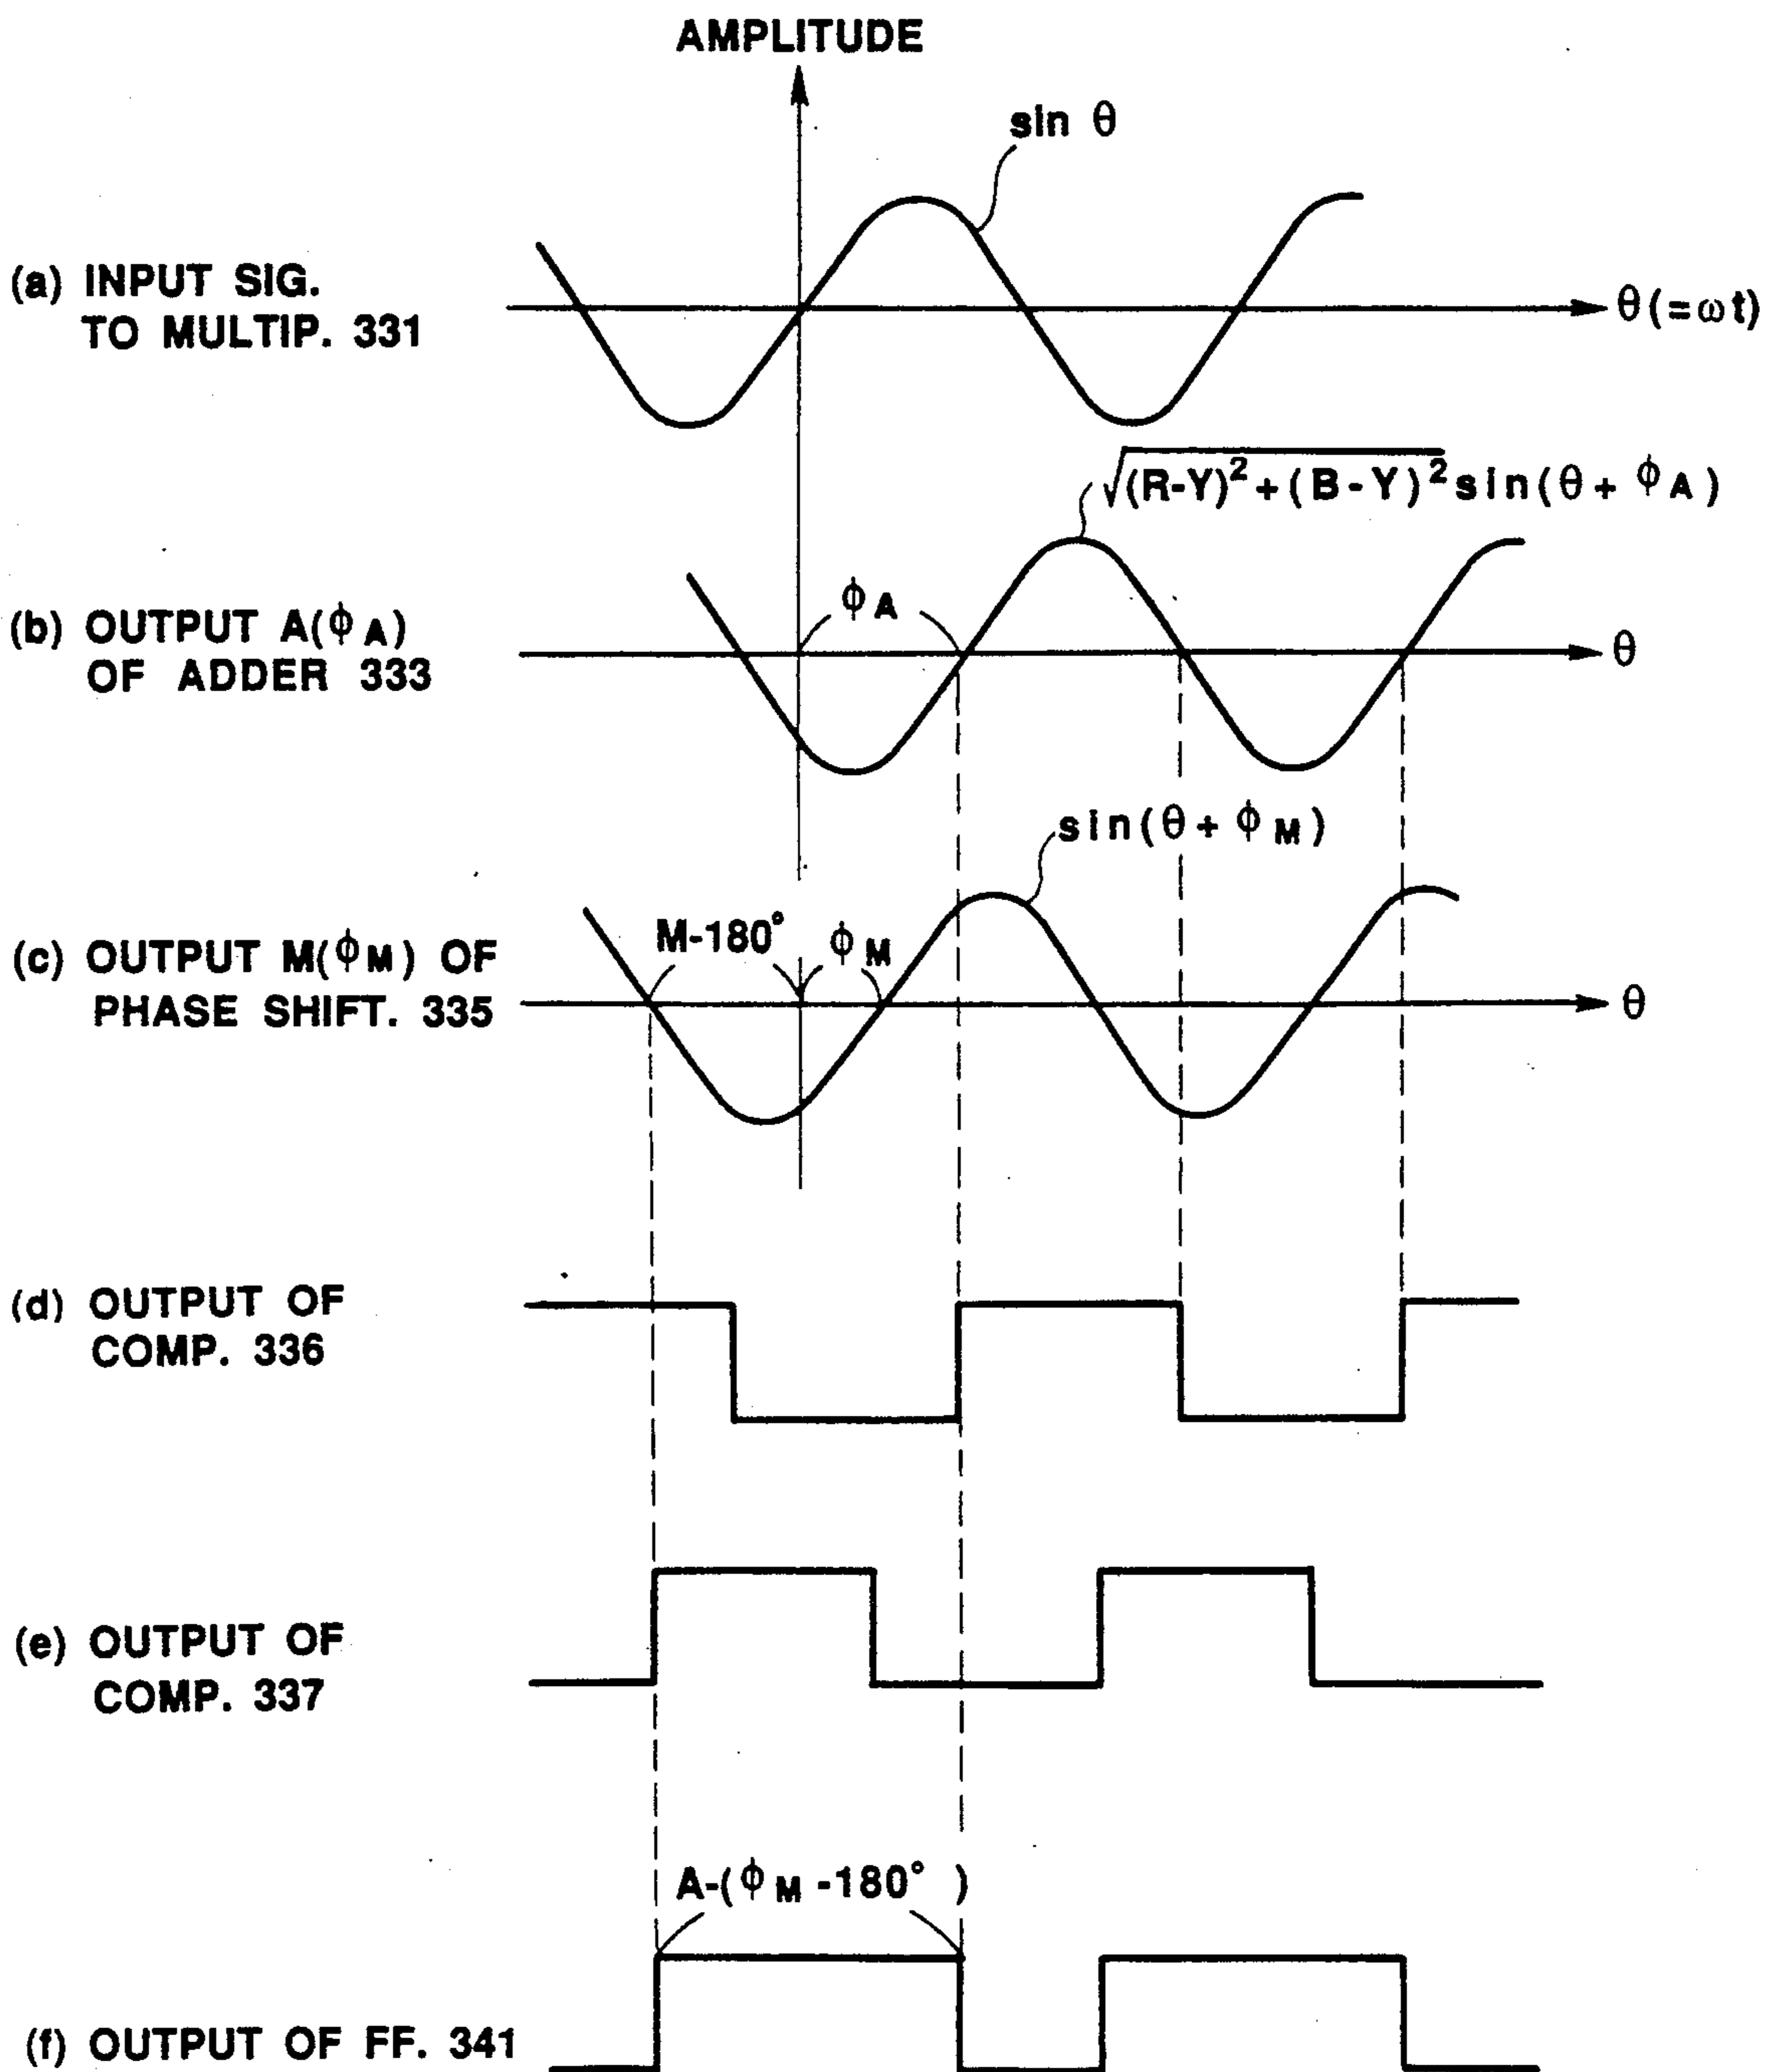 AMPLITUDE
sin θ
(a) INPUT SIG.
TO MULTIP. 331
θ(=ωt)
√(R-Y)²+(B-Y)² sin(θ+ϕA)
(b) OUTPUT A(ϕA)
OF ADDER 333
ϕA
θ
sin(θ+ϕM)
(c) OUTPUT M(ϕM) OF
PHASE SHIFT. 335
M-180°
ϕM
θ
(d) OUTPUT OF
COMP. 336
(e) OUTPUT OF
COMP. 337
A-(ϕM-180°)
(f) OUTPUT OF FF. 341